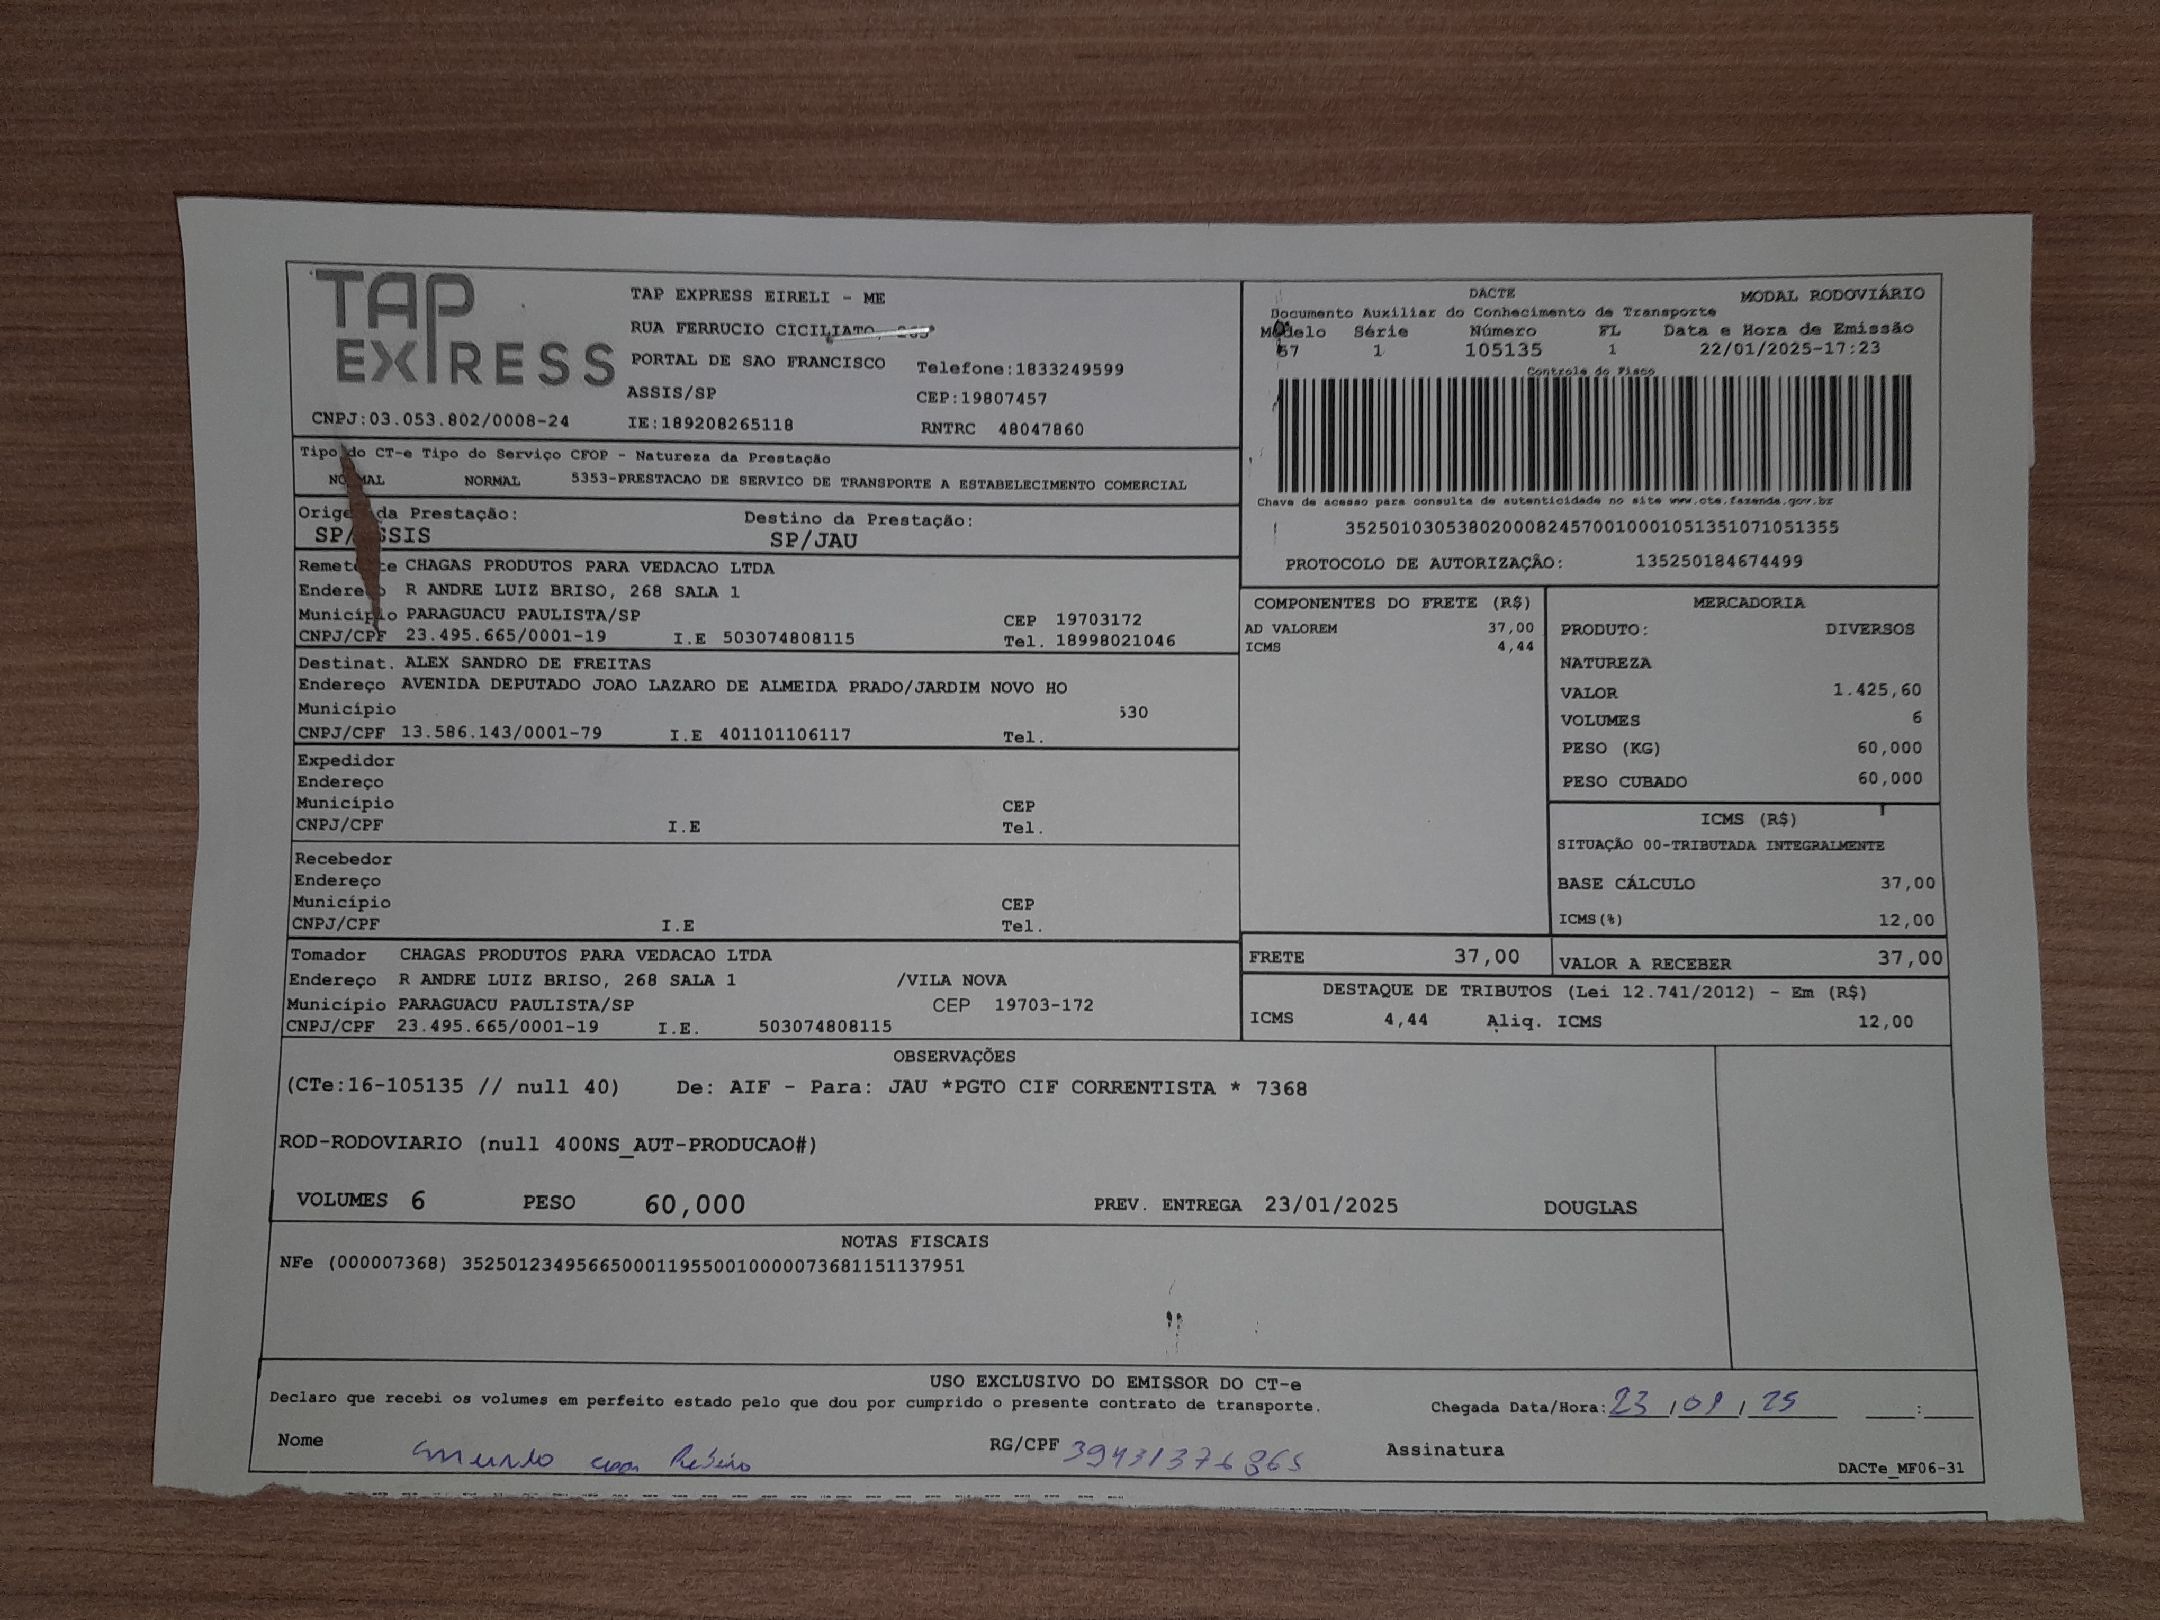 TAP EXPRESS
TAP EXPRESS EIRELI - ME
RUA FERRUCIO CICILIATO,
PORTAL DE SAO FRANCISCO Telefone:1833249599
ASSIS/SP CEP:19807457
CNPJ:03.053.802/0008-24 IE:189208265118 RNTRC 48047860
DACTE MODAL RODOVIÁRIO
Documento Auxiliar do Conhecimento de Transporte
Modelo Série Número FL Data e Hora de Emissão
57 1 105135 1 22/01/2025-17:23
Controle do Fisco
Chave de acesso para consulta de autenticidade no site www.cte.fazenda.gov.br
35250103053802000824570010001051351071051355
PROTOCOLO DE AUTORIZAÇÃO: 135250184674499
Tipo do CT-e Tipo do Serviço CFOP - Natureza da Prestação
NORMAL NORMAL 5353-PRESTACAO DE SERVICO DE TRANSPORTE A ESTABELECIMENTO COMERCIAL
Origem da Prestação: Destino da Prestação:
SP/ASSIS SP/JAU
Remetente CHAGAS PRODUTOS PARA VEDACAO LTDA
Endereço R ANDRE LUIZ BRISO, 268 SALA 1
Município PARAGUACU PAULISTA/SP CEP 19703172
CNPJ/CPF 23.495.665/0001-19 I.E 503074808115 Tel. 18998021046
Destinat. ALEX SANDRO DE FREITAS
Endereço AVENIDA DEPUTADO JOAO LAZARO DE ALMEIDA PRADO/JARDIM NOVO HO
Município 530
CNPJ/CPF 13.586.143/0001-79 I.E 401101106117 Tel.
Expedidor
Endereço
Município CEP
CNPJ/CPF I.E Tel.
Recebedor
Endereço
Município CEP
CNPJ/CPF I.E Tel.
Tomador CHAGAS PRODUTOS PARA VEDACAO LTDA
Endereço R ANDRE LUIZ BRISO, 268 SALA 1 /VILA NOVA
Município PARAGUACU PAULISTA/SP CEP 19703-172
CNPJ/CPF 23.495.665/0001-19 I.E. 503074808115
COMPONENTES DO FRETE (R$)
AD VALOREM 37,00
ICMS 4,44
MERCADORIA
PRODUTO: DIVERSOS
NATUREZA
VALOR 1.425,60
VOLUMES 6
PESO (KG) 60,000
PESO CUBADO 60,000
ICMS (R$)
SITUAÇÃO 00-TRIBUTADA INTEGRALMENTE
BASE CÁLCULO 37,00
ICMS(%) 12,00
FRETE 37,00 VALOR A RECEBER 37,00
DESTAQUE DE TRIBUTOS (Lei 12.741/2012) - Em (R$)
ICMS 4,44 Aliq. ICMS 12,00
OBSERVAÇÕES
(CTe:16-105135 // null 40) De: AIF - Para: JAU *PGTO CIF CORRENTISTA * 7368
ROD-RODOVIARIO (null 400NS_AUT-PRODUCAO#)
VOLUMES 6 PESO 60,000 PREV. ENTREGA 23/01/2025 DOUGLAS
NOTAS FISCAIS
NFe (000007368) 35250123495665000119550010000073681151137951
USO EXCLUSIVO DO EMISSOR DO CT-e
Declaro que recebi os volumes em perfeito estado pelo que dou por cumprido o presente contrato de transporte. Chegada Data/Hora: 23/01/25 :
Nome RG/CPF 39431376865 Assinatura
DACTe_MF06-31